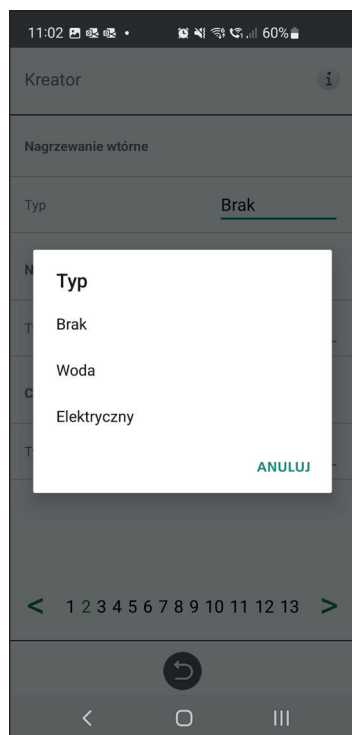 11:02 60%
Kreator i
Nagrzewanie wtórne
Typ Brak
N
T
C
T
Typ
Brak
Woda
Elektryczny
ANULUJ
< 1 2 3 4 5 6 7 8 9 10 11 12 13 >